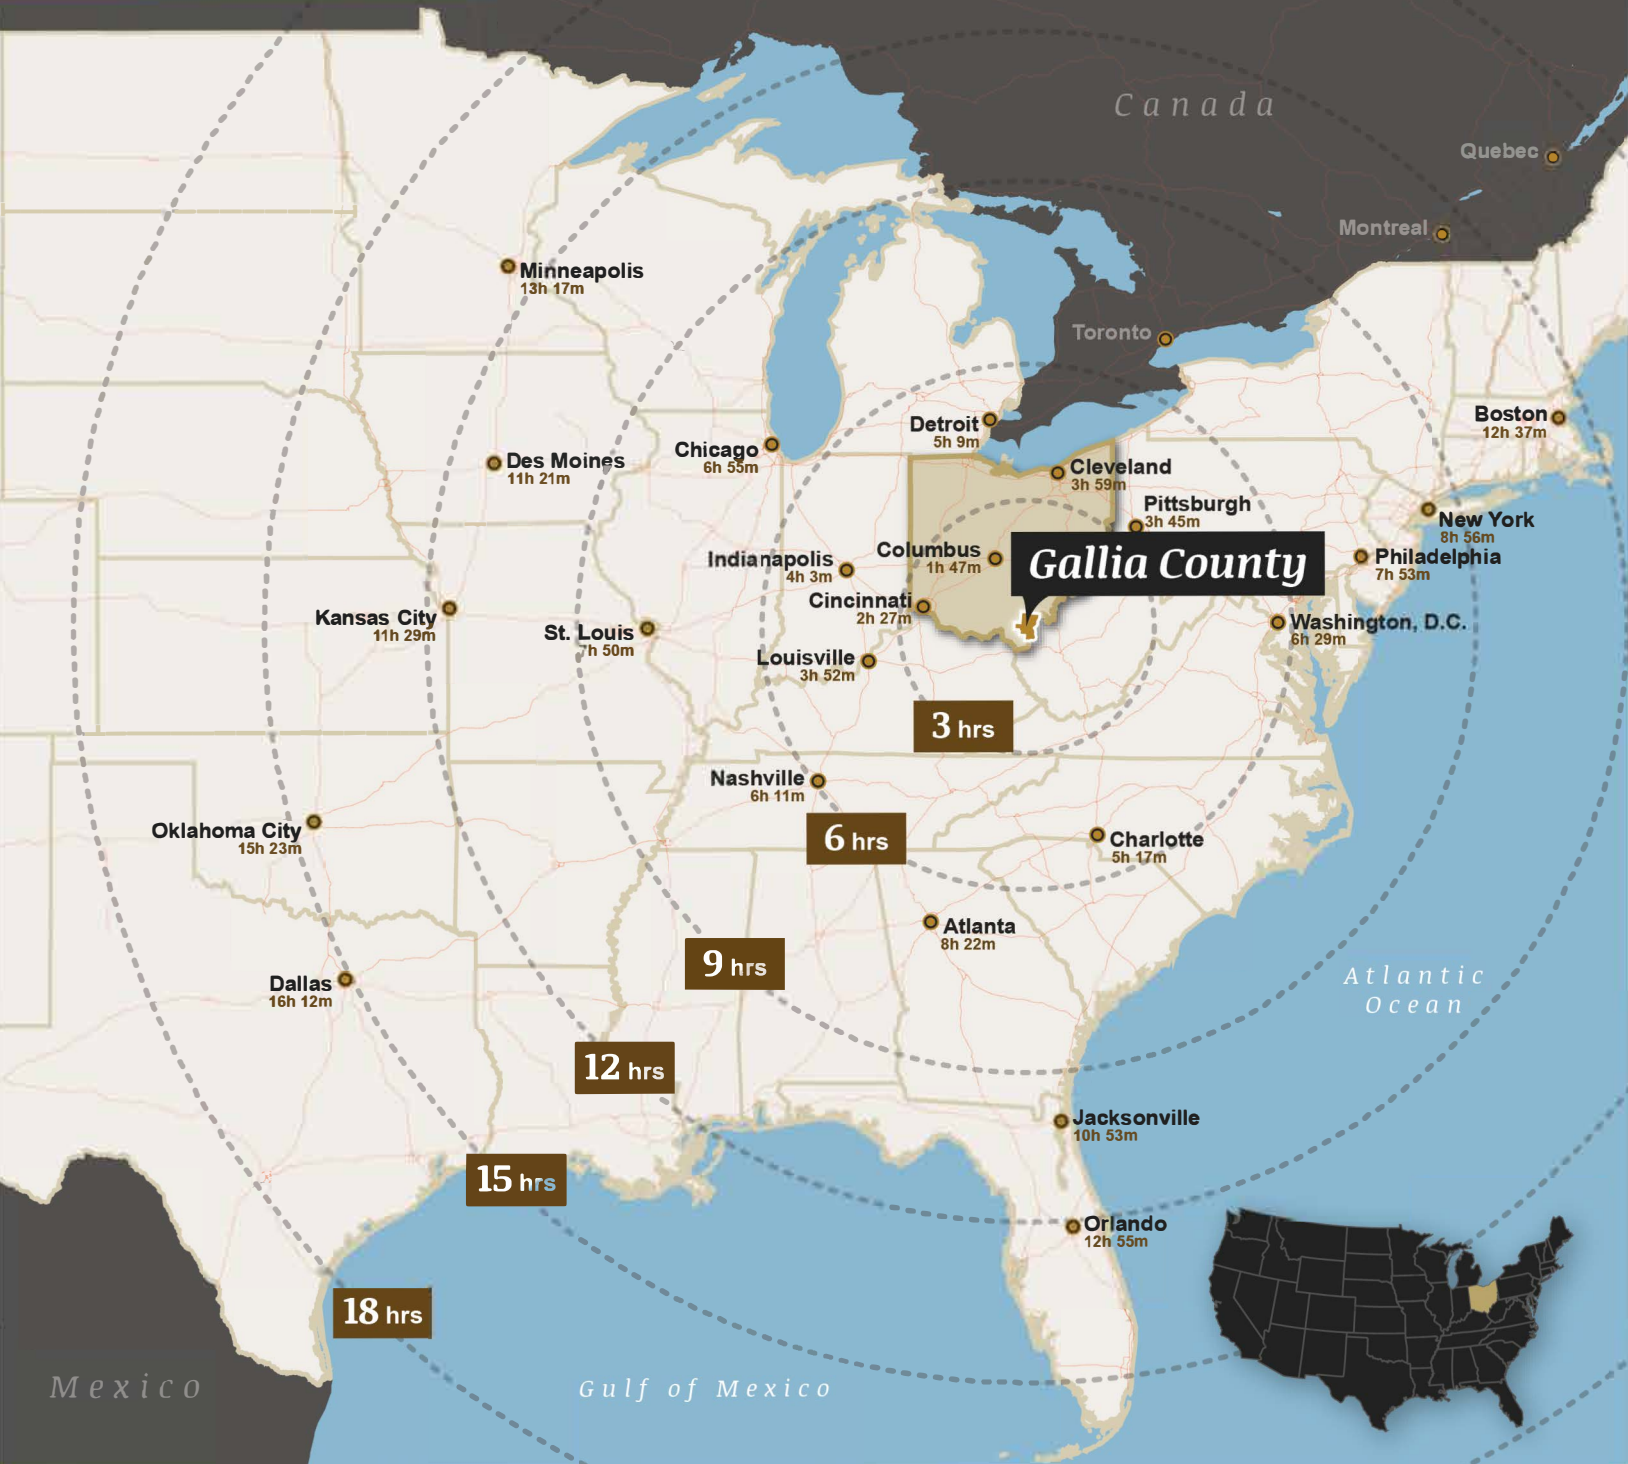 Canada
Quebec
Montreal
Minneapolis
13h 17m
Toronto
Boston
12h 37m
Detroit
5h 9m
Chicago
6h 55m
Des Moines
11h 21m
Cleveland
3h 59m
Pittsburgh
3h 45m
New York
8h 56m
Columbus
1h 47m
Gallia County
Philadelphia
7h 53m
Indianapolis
4h 3m
Cincinnati
2h 27m
Kansas City
11h 29m
St. Louis
7h 50m
Washington, D.C.
6h 29m
Louisville
3h 52m
3 hrs
Nashville
6h 11m
6 hrs
Oklahoma City
15h 23m
Charlotte
5h 17m
Atlanta
8h 22m
9 hrs
Dallas
16h 12m
Atlantic
Ocean
12 hrs
Jacksonville
10h 53m
15 hrs
Orlando
12h 55m
18 hrs
Mexico
Gulf of Mexico